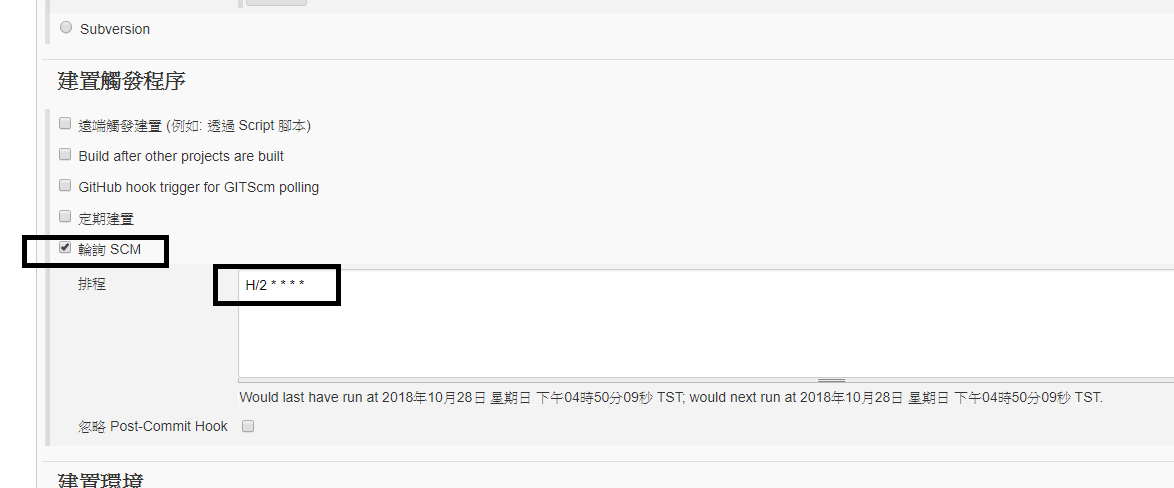 Subversion
建置觸發程序
遠端觸發建置 (例如: 透過 Script 腳本)
Build after other projects are built
GitHub hook trigger for GITScm polling
定期建置
輪詢 SCM
排程
H/2 * * * *
Would last have run at 2018年10月28日 星期日 下午04時50分09秒 TST; would next run at 2018年10月28日 星期日 下午04時50分09秒 TST.
忽略 Post-Commit Hook
建置環境